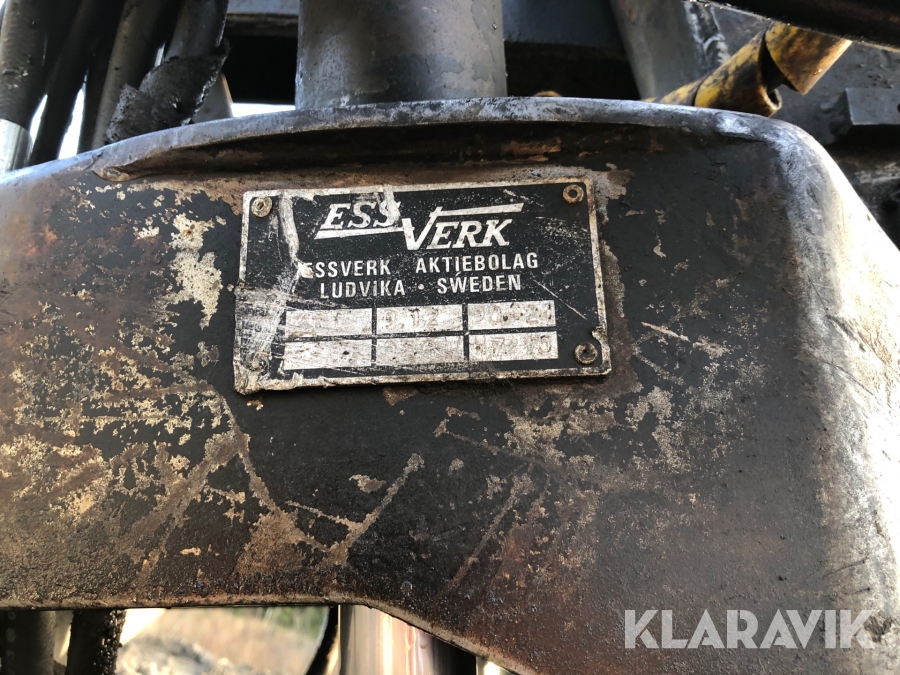 ESS VERK
ESSVERK AKTIEBOLAG
LUDVIKA · SWEDEN
KLARAVIK